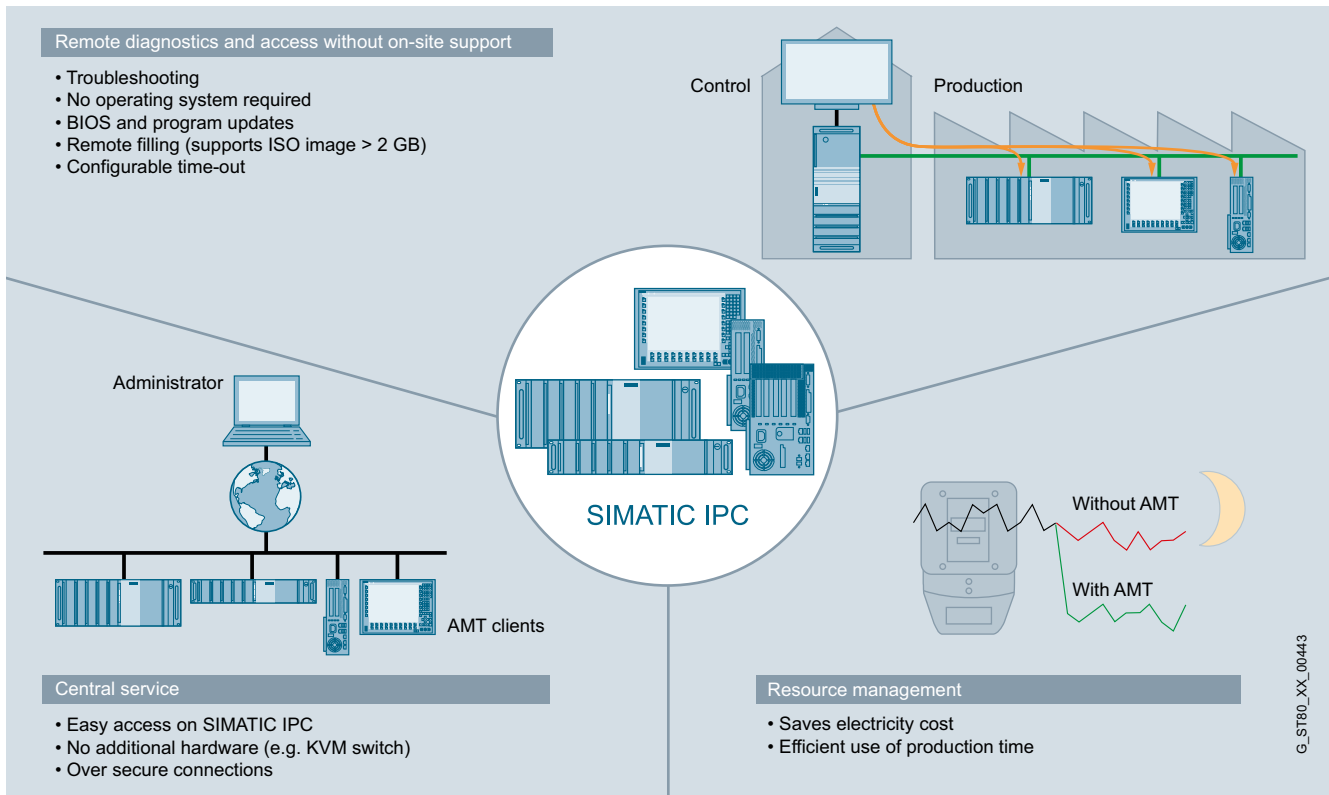 Remote diagnostics and access without on-site support
• Troubleshooting
• No operating system required
• BIOS and program updates
• Remote filling (supports ISO image > 2 GB)
• Configurable time-out
Control
Production
Administrator
AMT clients
SIMATIC IPC
Without AMT
With AMT
Central service
• Easy access on SIMATIC IPC
• No additional hardware (e.g. KVM switch)
• Over secure connections
Resource management
• Saves electricity cost
• Efficient use of production time
G_ST80_XX_00443